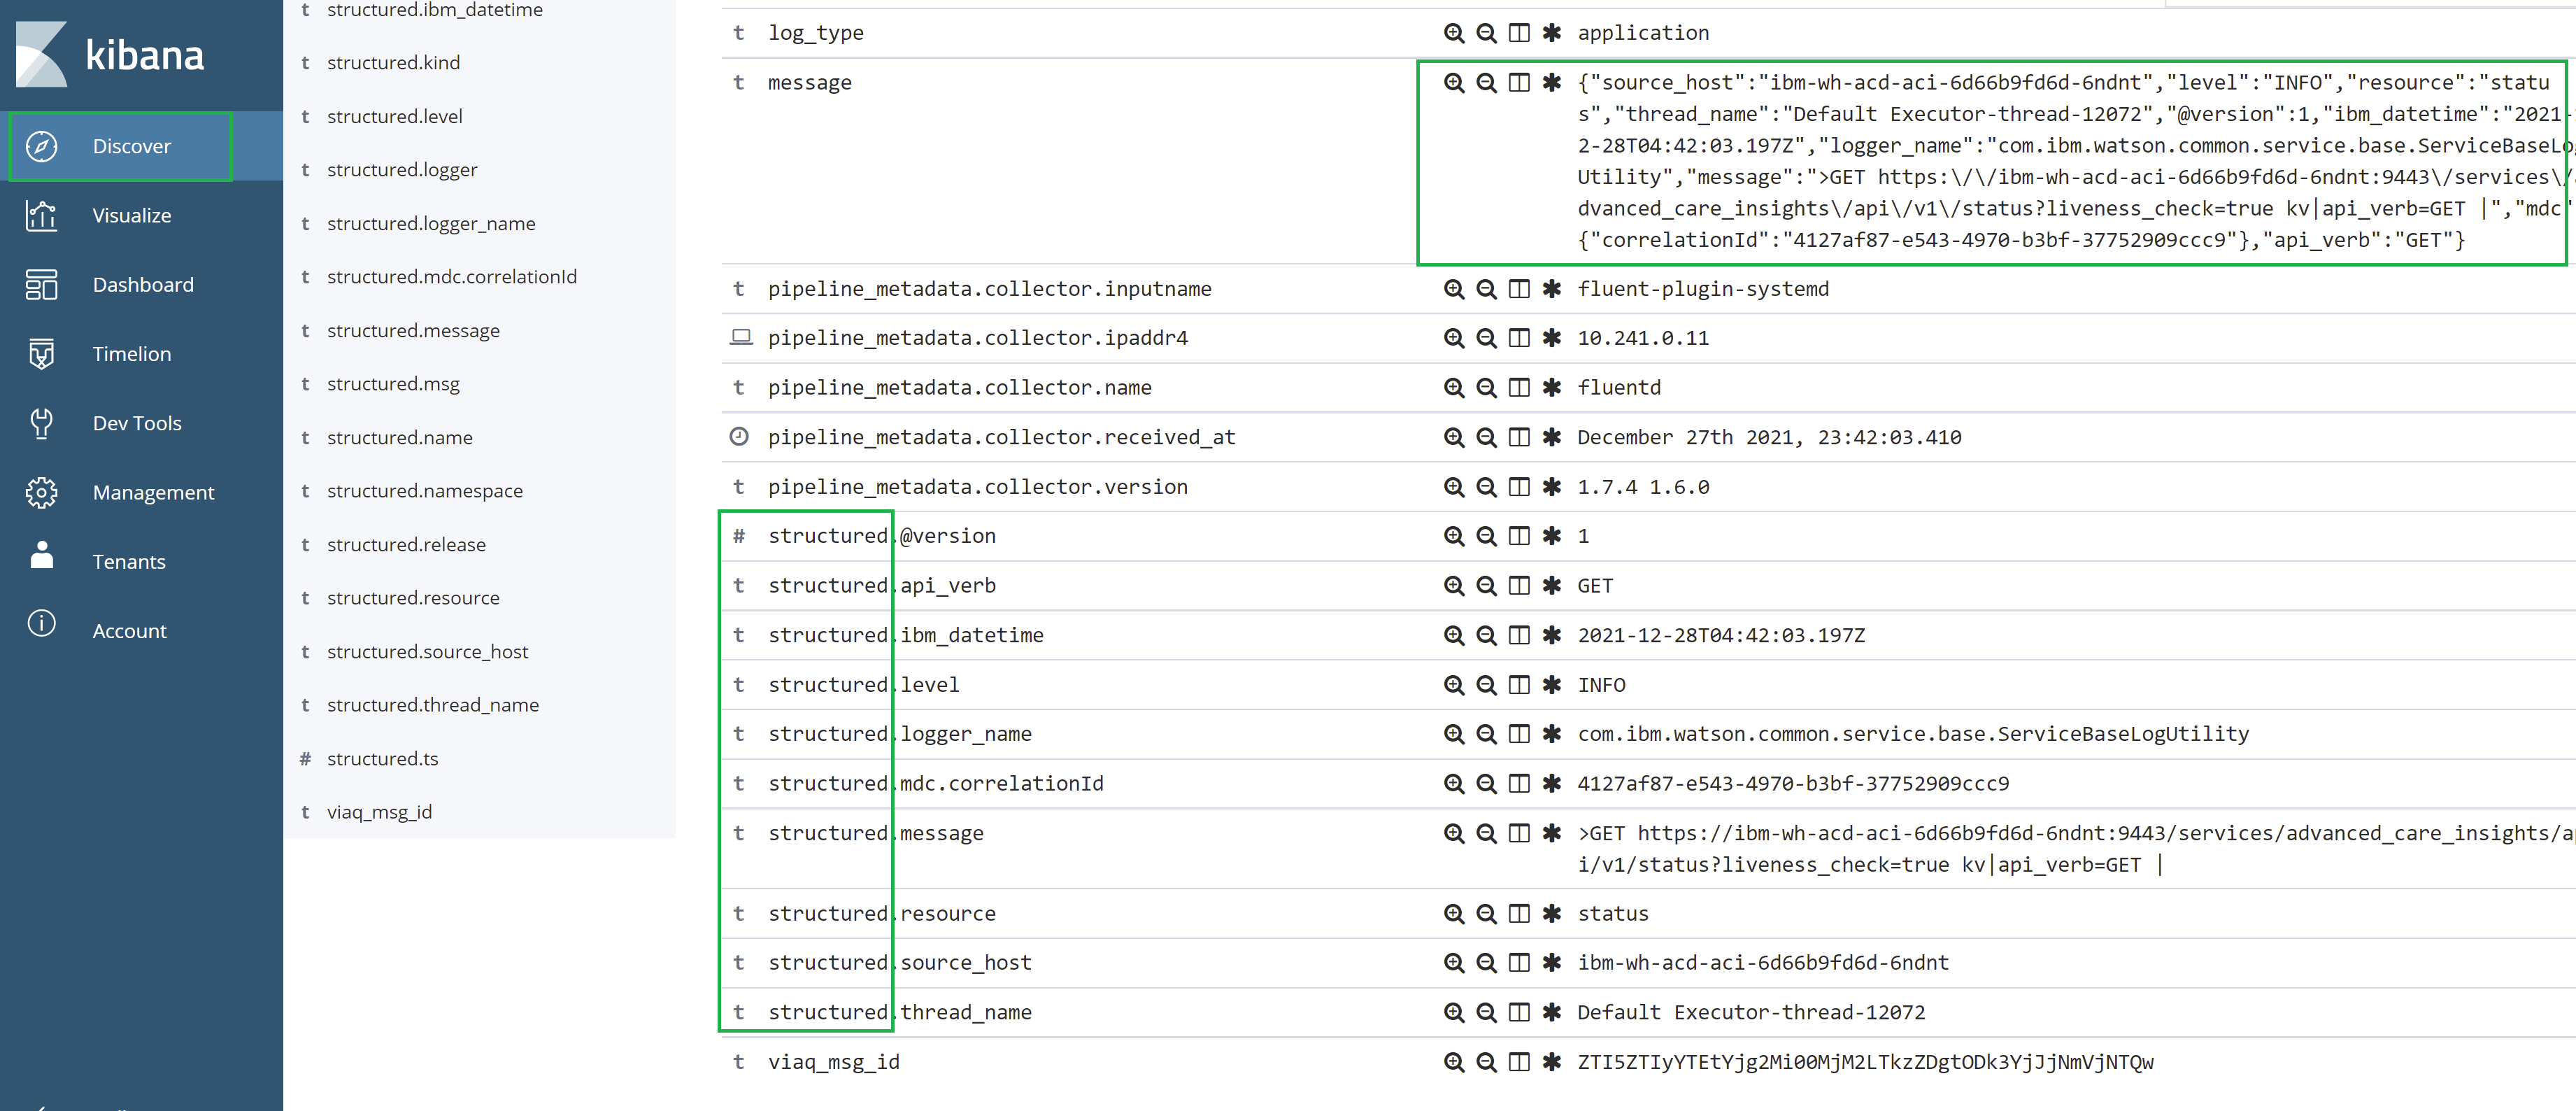 kibana
Discover
Visualize
Dashboard
Timelion
Dev Tools
Management
Tenants
Account
t structured.ibm_datetime
t structured.kind
t structured.level
t structured.logger
t structured.logger_name
t structured.mdc.correlationId
t structured.message
t structured.msg
t structured.name
t structured.namespace
t structured.release
t structured.resource
t structured.source_host
t structured.thread_name
# structured.ts
t viaq_msg_id
t log_type application
t message {"source_host":"ibm-wh-acd-aci-6d66b9fd6d-6ndnt","level":"INFO","resource":"statu
s","thread_name":"Default Executor-thread-12072","@version":1,"ibm_datetime":"2021-
2-28T04:42:03.197Z","logger_name":"com.ibm.watson.common.service.base.ServiceBaseLo
Utility","message":">GET https:\/\/ibm-wh-acd-aci-6d66b9fd6d-6ndnt:9443\/services\/
dvanced_care_insights\/api\/v1\/status?liveness_check=true kv|api_verb=GET |","mdc"
{"correlationId":"4127af87-e543-4970-b3bf-37752909ccc9"},"api_verb":"GET"}
t pipeline_metadata.collector.inputname fluent-plugin-systemd
pipeline_metadata.collector.ipaddr4 10.241.0.11
t pipeline_metadata.collector.name fluentd
pipeline_metadata.collector.received_at December 27th 2021, 23:42:03.410
t pipeline_metadata.collector.version 1.7.4 1.6.0
# structured.@version 1
t structured.api_verb GET
t structured.ibm_datetime 2021-12-28T04:42:03.197Z
t structured.level INFO
t structured.logger_name com.ibm.watson.common.service.base.ServiceBaseLogUtility
t structured.mdc.correlationId 4127af87-e543-4970-b3bf-37752909ccc9
t structured.message >GET https://ibm-wh-acd-aci-6d66b9fd6d-6ndnt:9443/services/advanced_care_insights/ap
i/v1/status?liveness_check=true kv|api_verb=GET |
t structured.resource status
t structured.source_host ibm-wh-acd-aci-6d66b9fd6d-6ndnt
t structured.thread_name Default Executor-thread-12072
t viaq_msg_id ZTI5ZTIyYTEtYjg2Mi00MjM2LTkzZDgtODk3YjJjNmVjNTQw